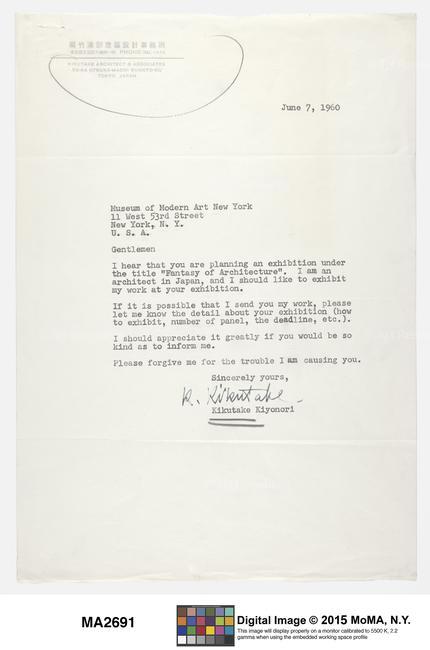 KIKUTAKE ARCHITECT & ASSOCIATES
TOKYO, JAPAN
June 7, 1960
Museum of Modern Art New York
11 West 53rd Street
New York, N. Y.
U. S. A.
Gentlemen
I hear that you are planning an exhibition under
the title "Fantasy of Architecture". I am an
architect in Japan, and I should like to exhibit
my work at your exhibition.
If it is possible that I send you my work, please
let me know the detail about your exhibition (how
to exhibit, number of panel, the deadline, etc.).
I should appreciate it greatly if you would be so
kind as to inform me.
Please forgive me for the trouble I am causing you.
Sincerely yours,
K. Kikutake
Kikutake Kiyonori
MA2691
Digital Image © 2015 MoMA, N.Y.
This image will display properly on a monitor calibrated to 5500 K, 2.2
gamma when using the embedded working space profile